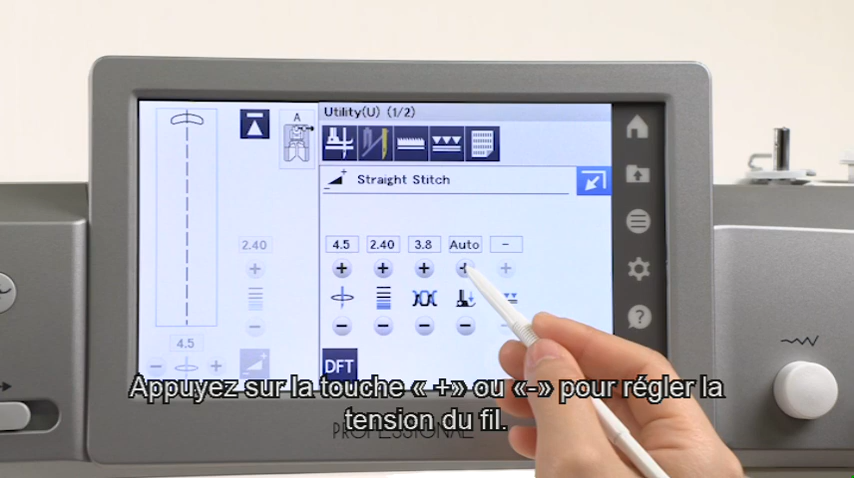 Utility(U) (1/2)
A
Straight Stitch
2.40
4.5 2.40 3.8 Auto -
4.5
DFT
Appuyez sur la touche « +» ou «-» pour régler la
tension du fil.
PROFESSIONAL